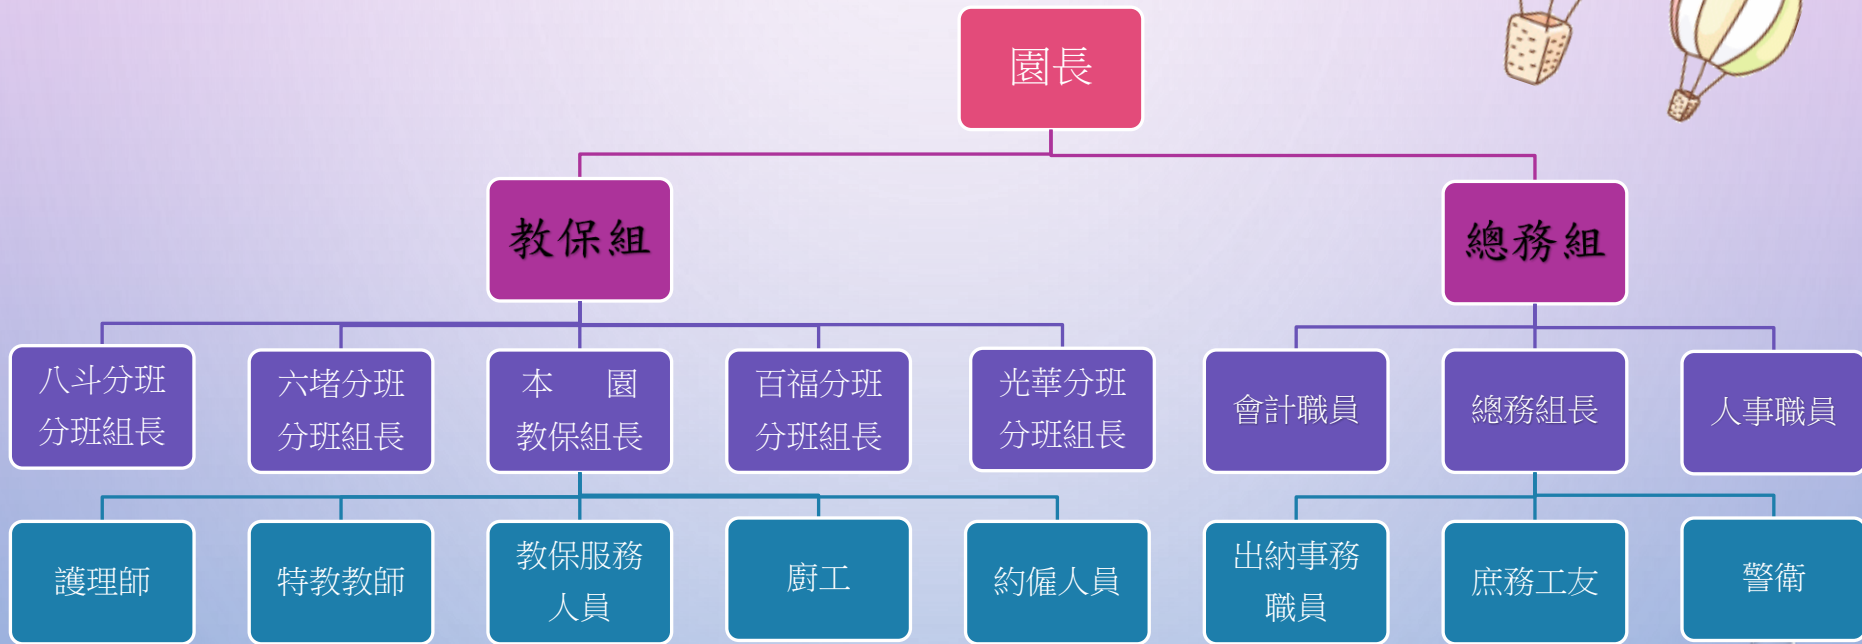 園長
教保組
總務組
八斗分班
分班組長
六堵分班
分班組長
本　園
教保組長
百福分班
分班組長
光華分班
分班組長
會計職員
總務組長
人事職員
護理師
特教教師
教保服務
人員
廚工
約僱人員
出納事務
職員
庶務工友
警衛